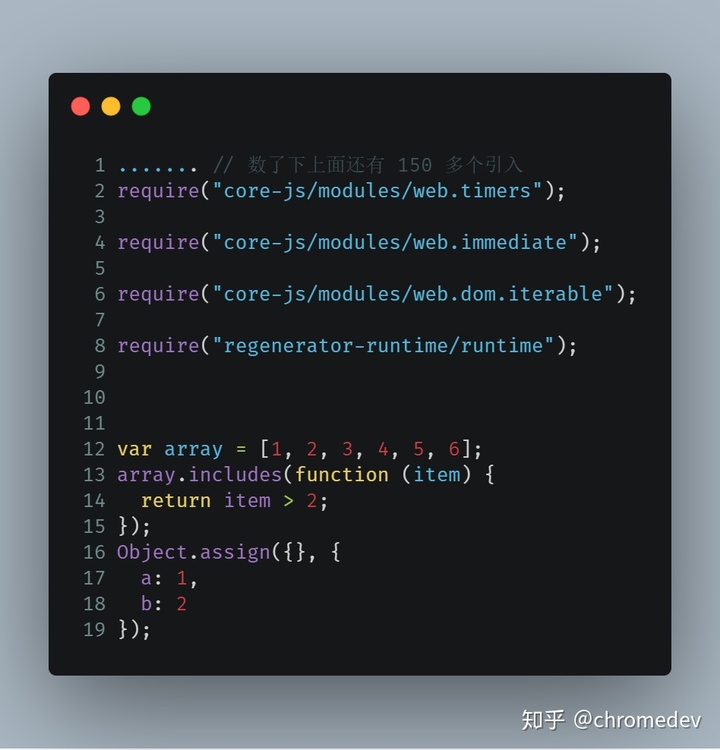 1 ....... // 数了下上面还有 150 多个引入
2 require("core-js/modules/web.timers");
3
4 require("core-js/modules/web.immediate");
5
6 require("core-js/modules/web.dom.iterable");
7
8 require("regenerator-runtime/runtime");
9
10
11
12 var array = [1, 2, 3, 4, 5, 6];
13 array.includes(function (item) {
14   return item > 2;
15 });
16 Object.assign({}, {
17   a: 1,
18   b: 2
19 });
知乎 @chromedev